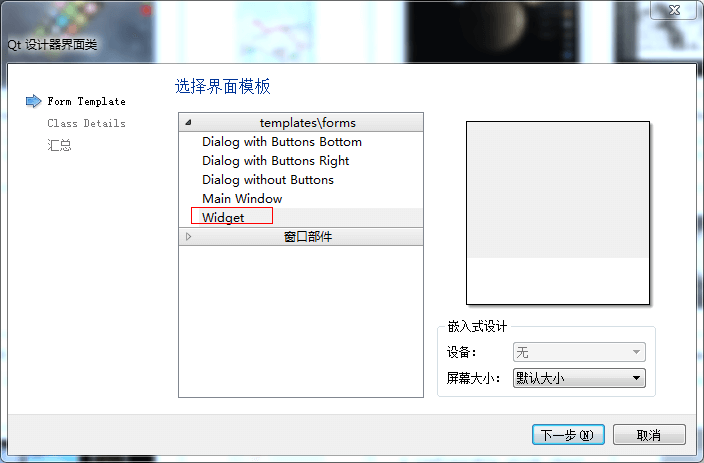 Qt 设计器界面类
选择界面模板
Form Template
Class Details
汇总
templates\forms
Dialog with Buttons Bottom
Dialog with Buttons Right
Dialog without Buttons
Main Window
Widget
窗口部件
嵌入式设计
设备：
无
屏幕大小：
默认大小
下一步(N)
取消